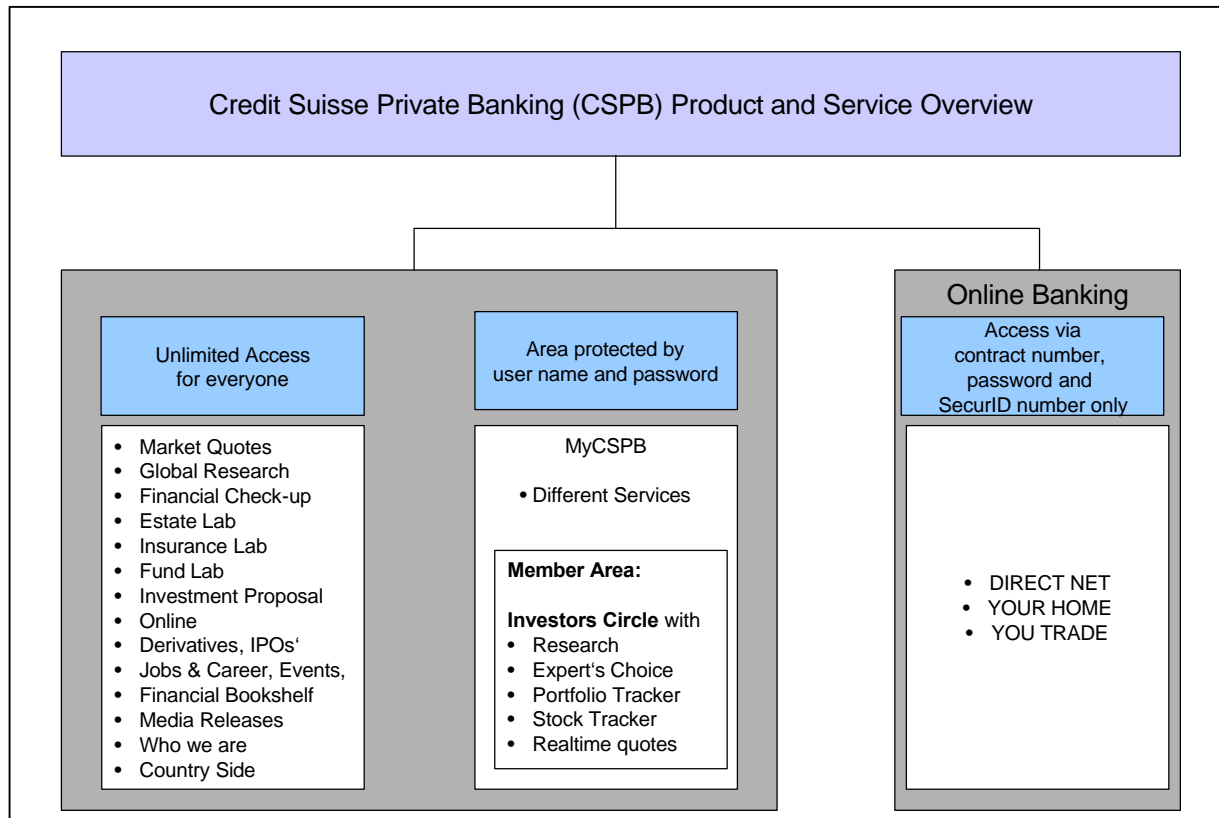 Credit Suisse Private Banking (CSPB) Product and Service Overview
Unlimited Access
for everyone
• Market Quotes
• Global Research
• Financial Check-up
• Estate Lab
• Insurance Lab
• Fund Lab
• Investment Proposal
• Online
• Derivatives, IPOs‘
• Jobs & Career, Events,
• Financial Bookshelf
• Media Releases
• Who we are
• Country Side
Area protected by
user name and password
MyCSPB
• Different Services
Member Area:
Investors Circle with
• Research
• Expert‘s Choice
• Portfolio Tracker
• Stock Tracker
• Realtime quotes
Online Banking
Access via
contract number,
password and
SecurID number only
• DIRECT NET
• YOUR HOME
• YOU TRADE